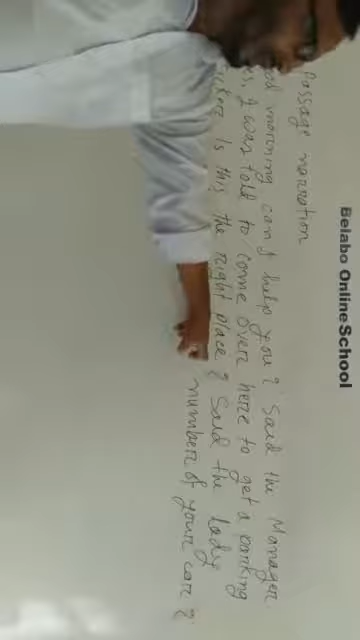 Belabo Online School
Passage narration
morning can I help you? Said the Manager
I was told to come over here to get a parking
Is this the right place? Said the lady
number of your car?